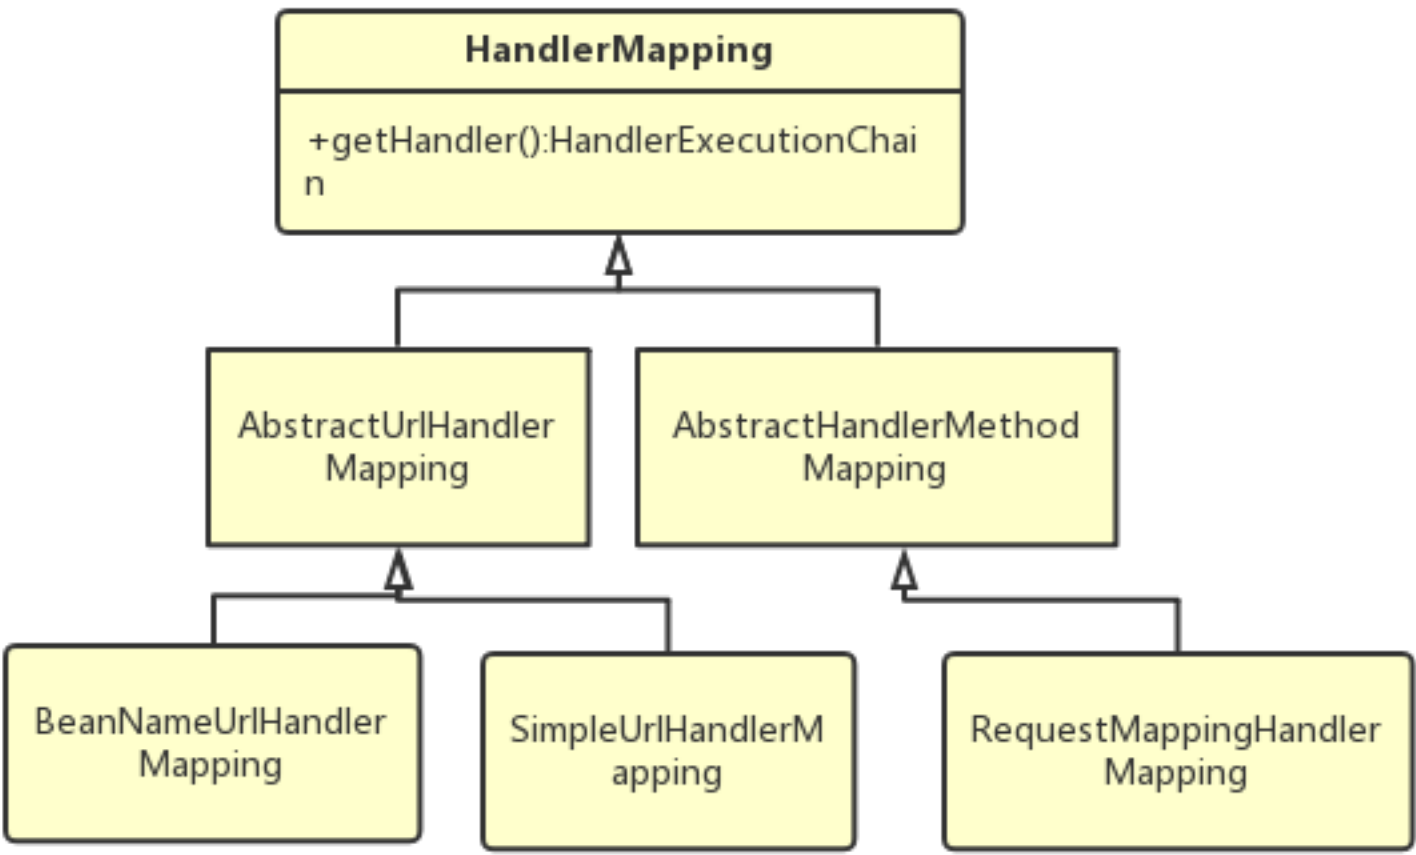 HandlerMapping
+getHandler():HandlerExecutionChai
n
AbstractUrlHandler
Mapping
AbstractHandlerMethod
Mapping
BeanNameUrlHandler
Mapping
SimpleUrlHandlerM
apping
RequestMappingHandler
Mapping